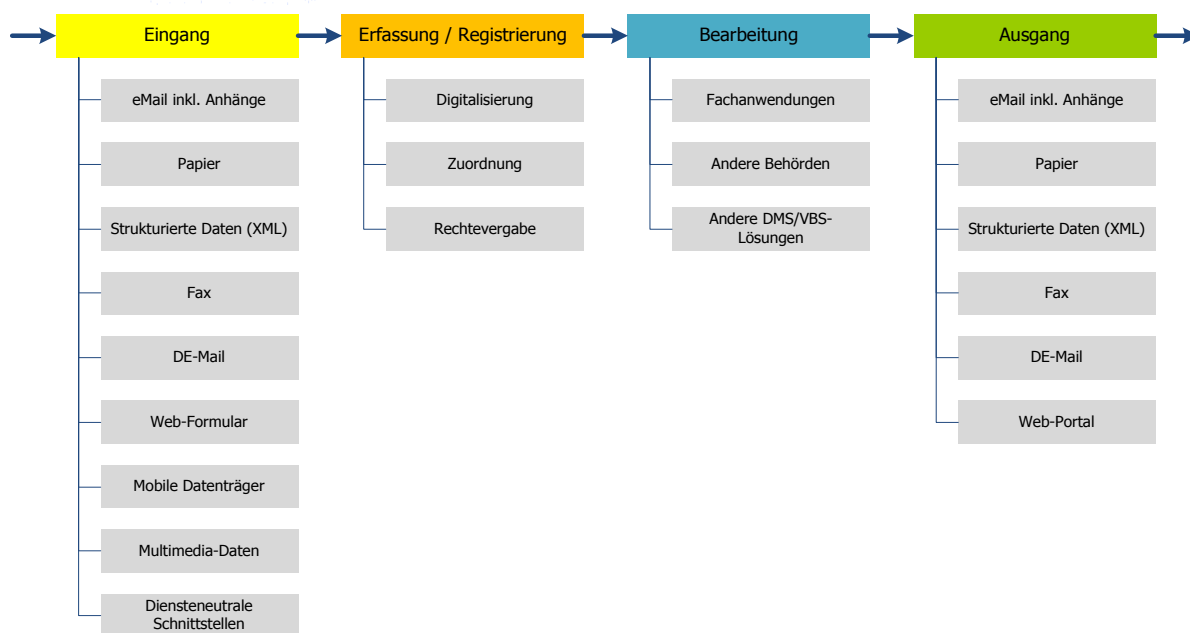 Eingang
eMail inkl. Anhänge
Papier
Strukturierte Daten (XML)
Fax
DE-Mail
Web-Formular
Mobile Datenträger
Multimedia-Daten
Diensteneutrale
Schnittstellen
Erfassung / Registrierung
Digitalisierung
Zuordnung
Rechtevergabe
Bearbeitung
Fachanwendungen
Andere Behörden
Andere DMS/VBS-
Lösungen
Ausgang
eMail inkl. Anhänge
Papier
Strukturierte Daten (XML)
Fax
DE-Mail
Web-Portal